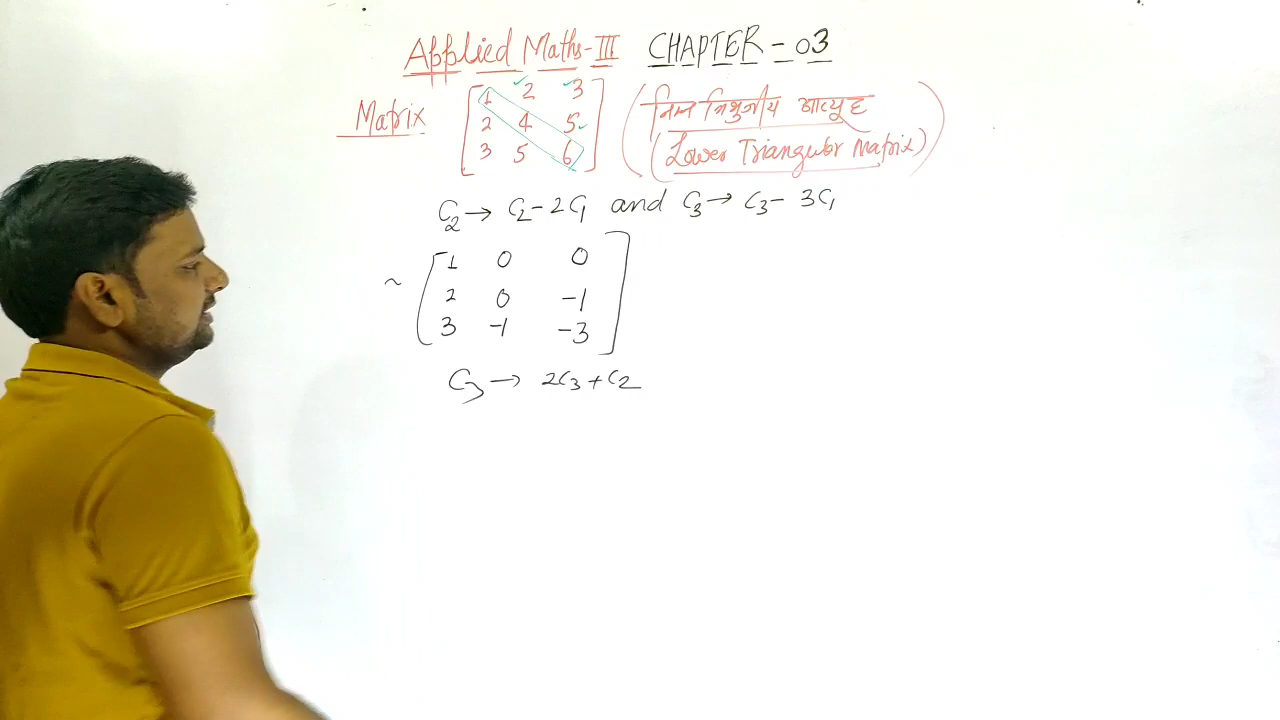 Applied Maths-III CHAPTER-03
Matrix [1 2 3 (निम्न त्रिभुजीय आव्यूह
2 4 5
3 5 6] (Lower Triangular Matrix))
C2 → C2-2C1 and C3 → C3-3C1
~ [1 0 0
2 0 -1
3 -1 -3]
C3 → 2C3+C2